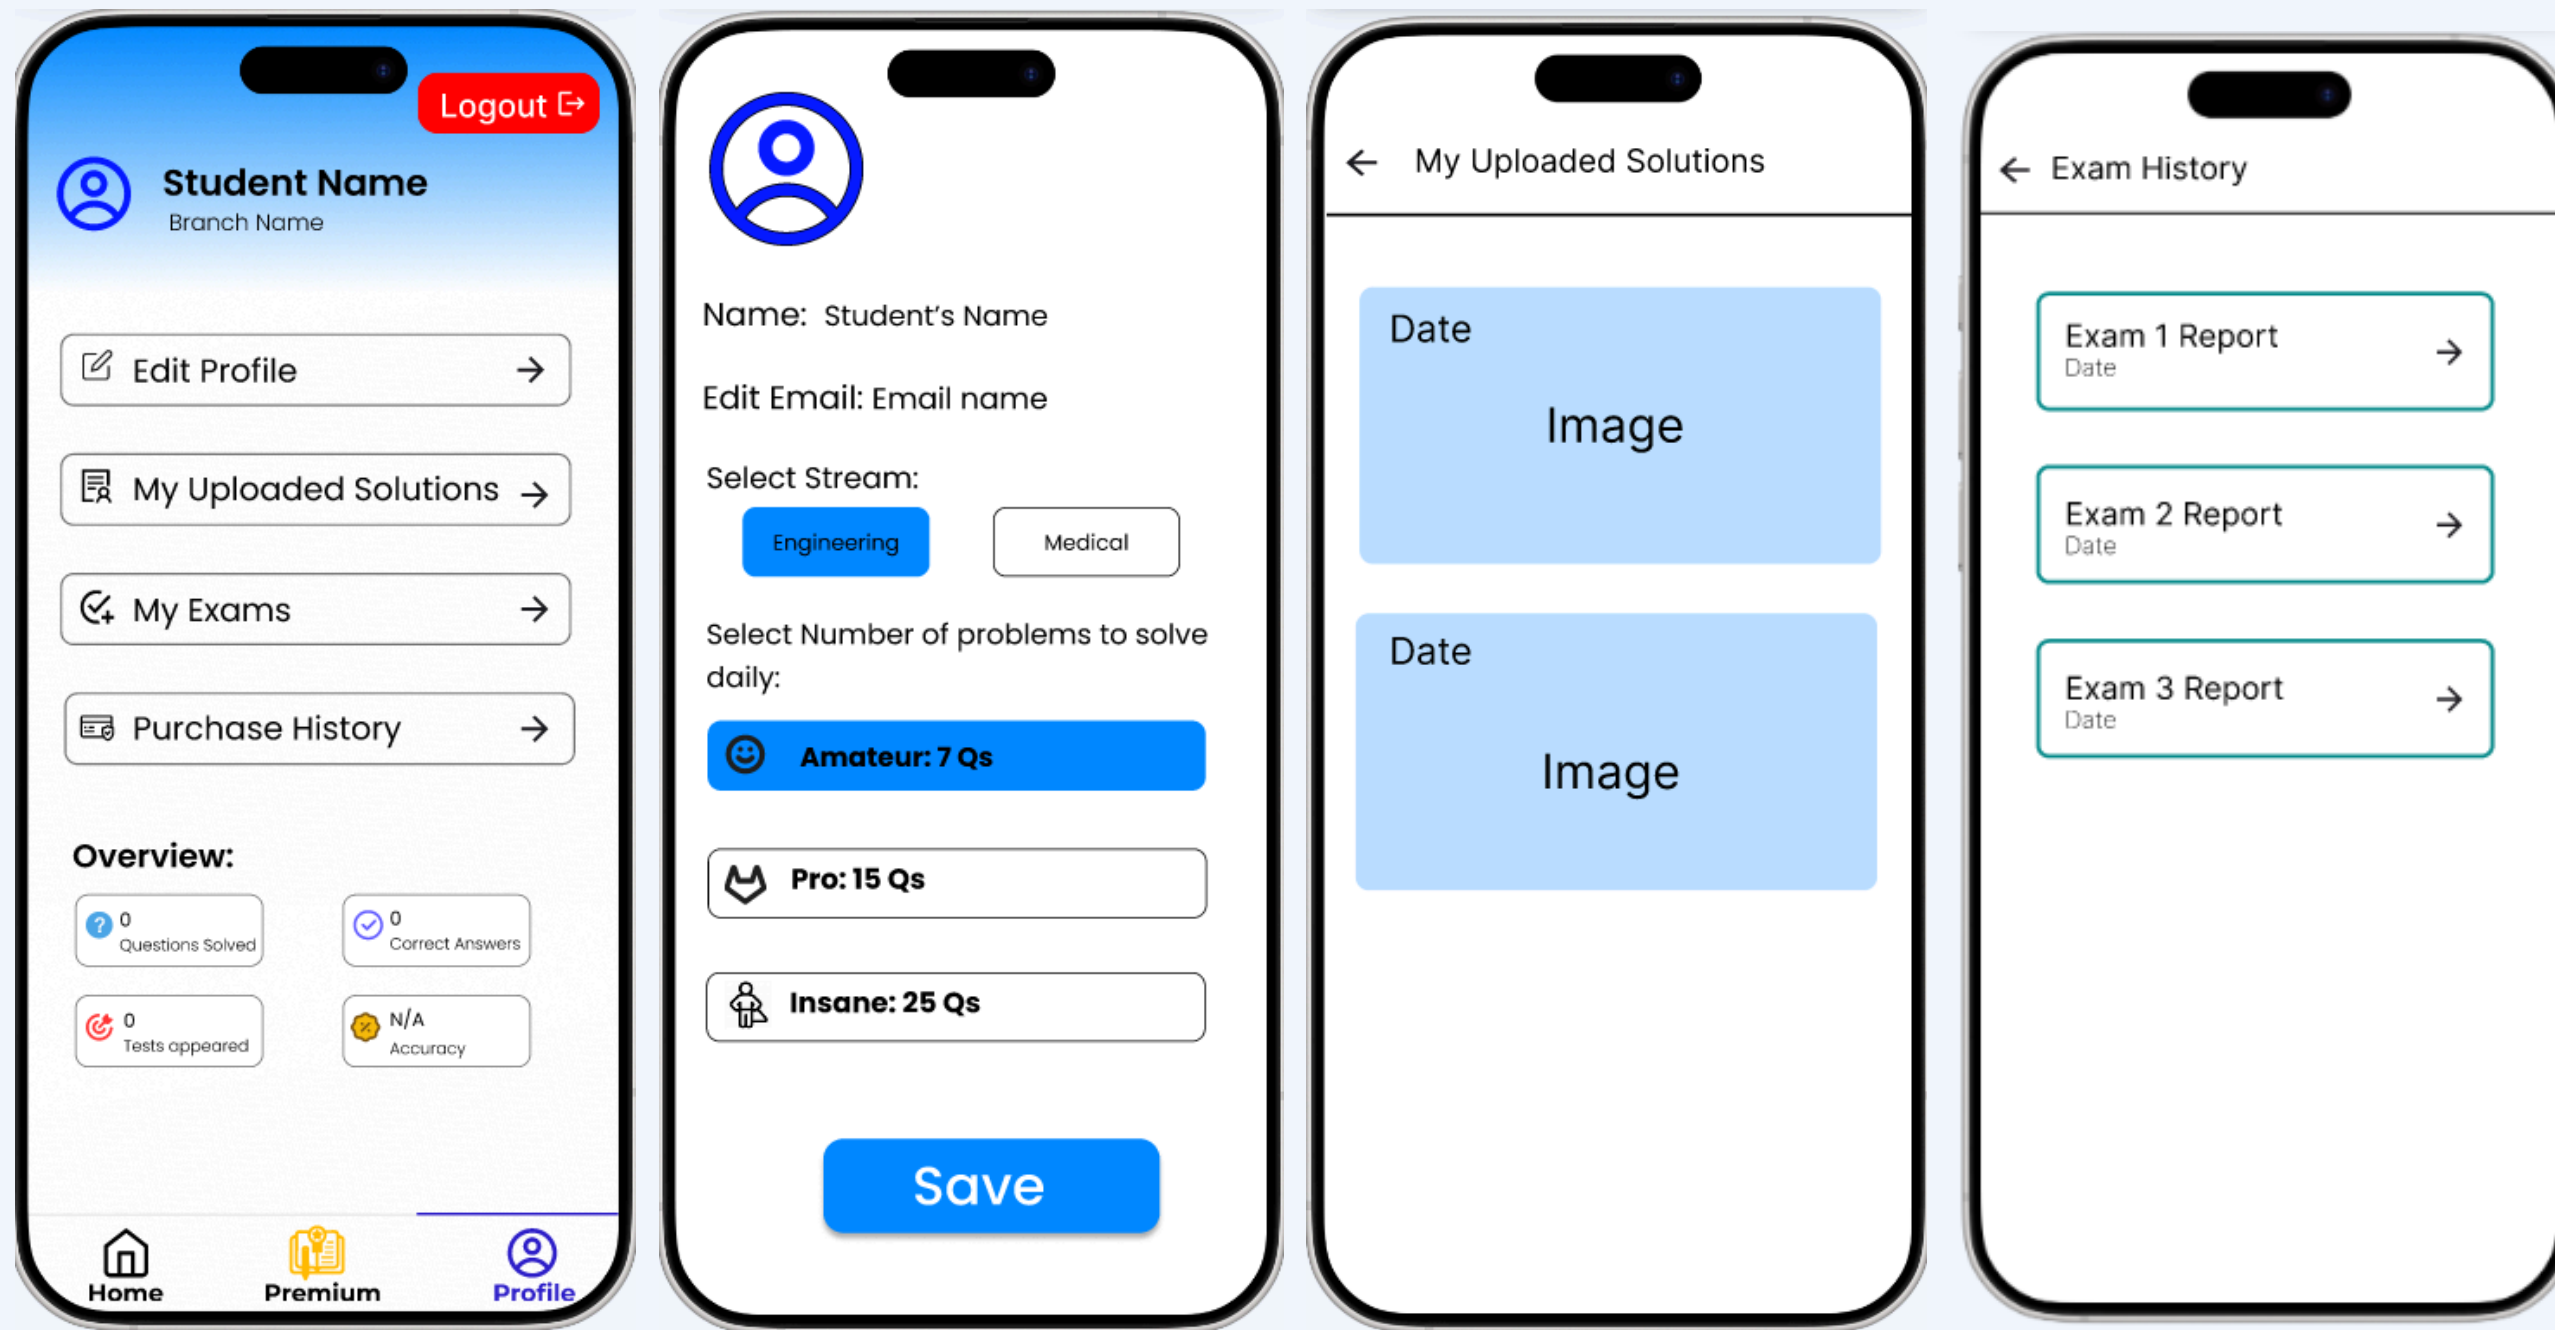 Logout
Student Name
Branch Name
Edit Profile
My Uploaded Solutions
My Exams
Purchase History
Overview:
0
Questions Solved
0
Correct Answers
0
Tests appeared
N/A
Accuracy
Home
Premium
Profile
Name: Student's Name
Edit Email: Email name
Select Stream:
Engineering
Medical
Select Number of problems to solve
daily:
Amateur: 7 Qs
Pro: 15 Qs
Insane: 25 Qs
Save
My Uploaded Solutions
Date
Image
Date
Image
Exam History
Exam 1 Report
Date
Exam 2 Report
Date
Exam 3 Report
Date